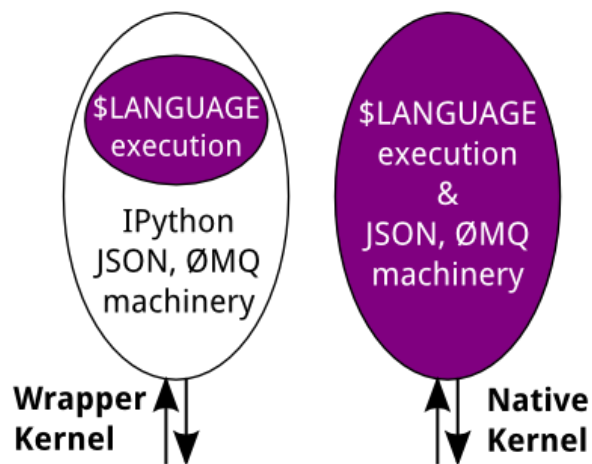 $LANGUAGE
execution
IPython
JSON, ØMQ
machinery
Wrapper
Kernel
$LANGUAGE
execution
&
JSON, ØMQ
machinery
Native
Kernel